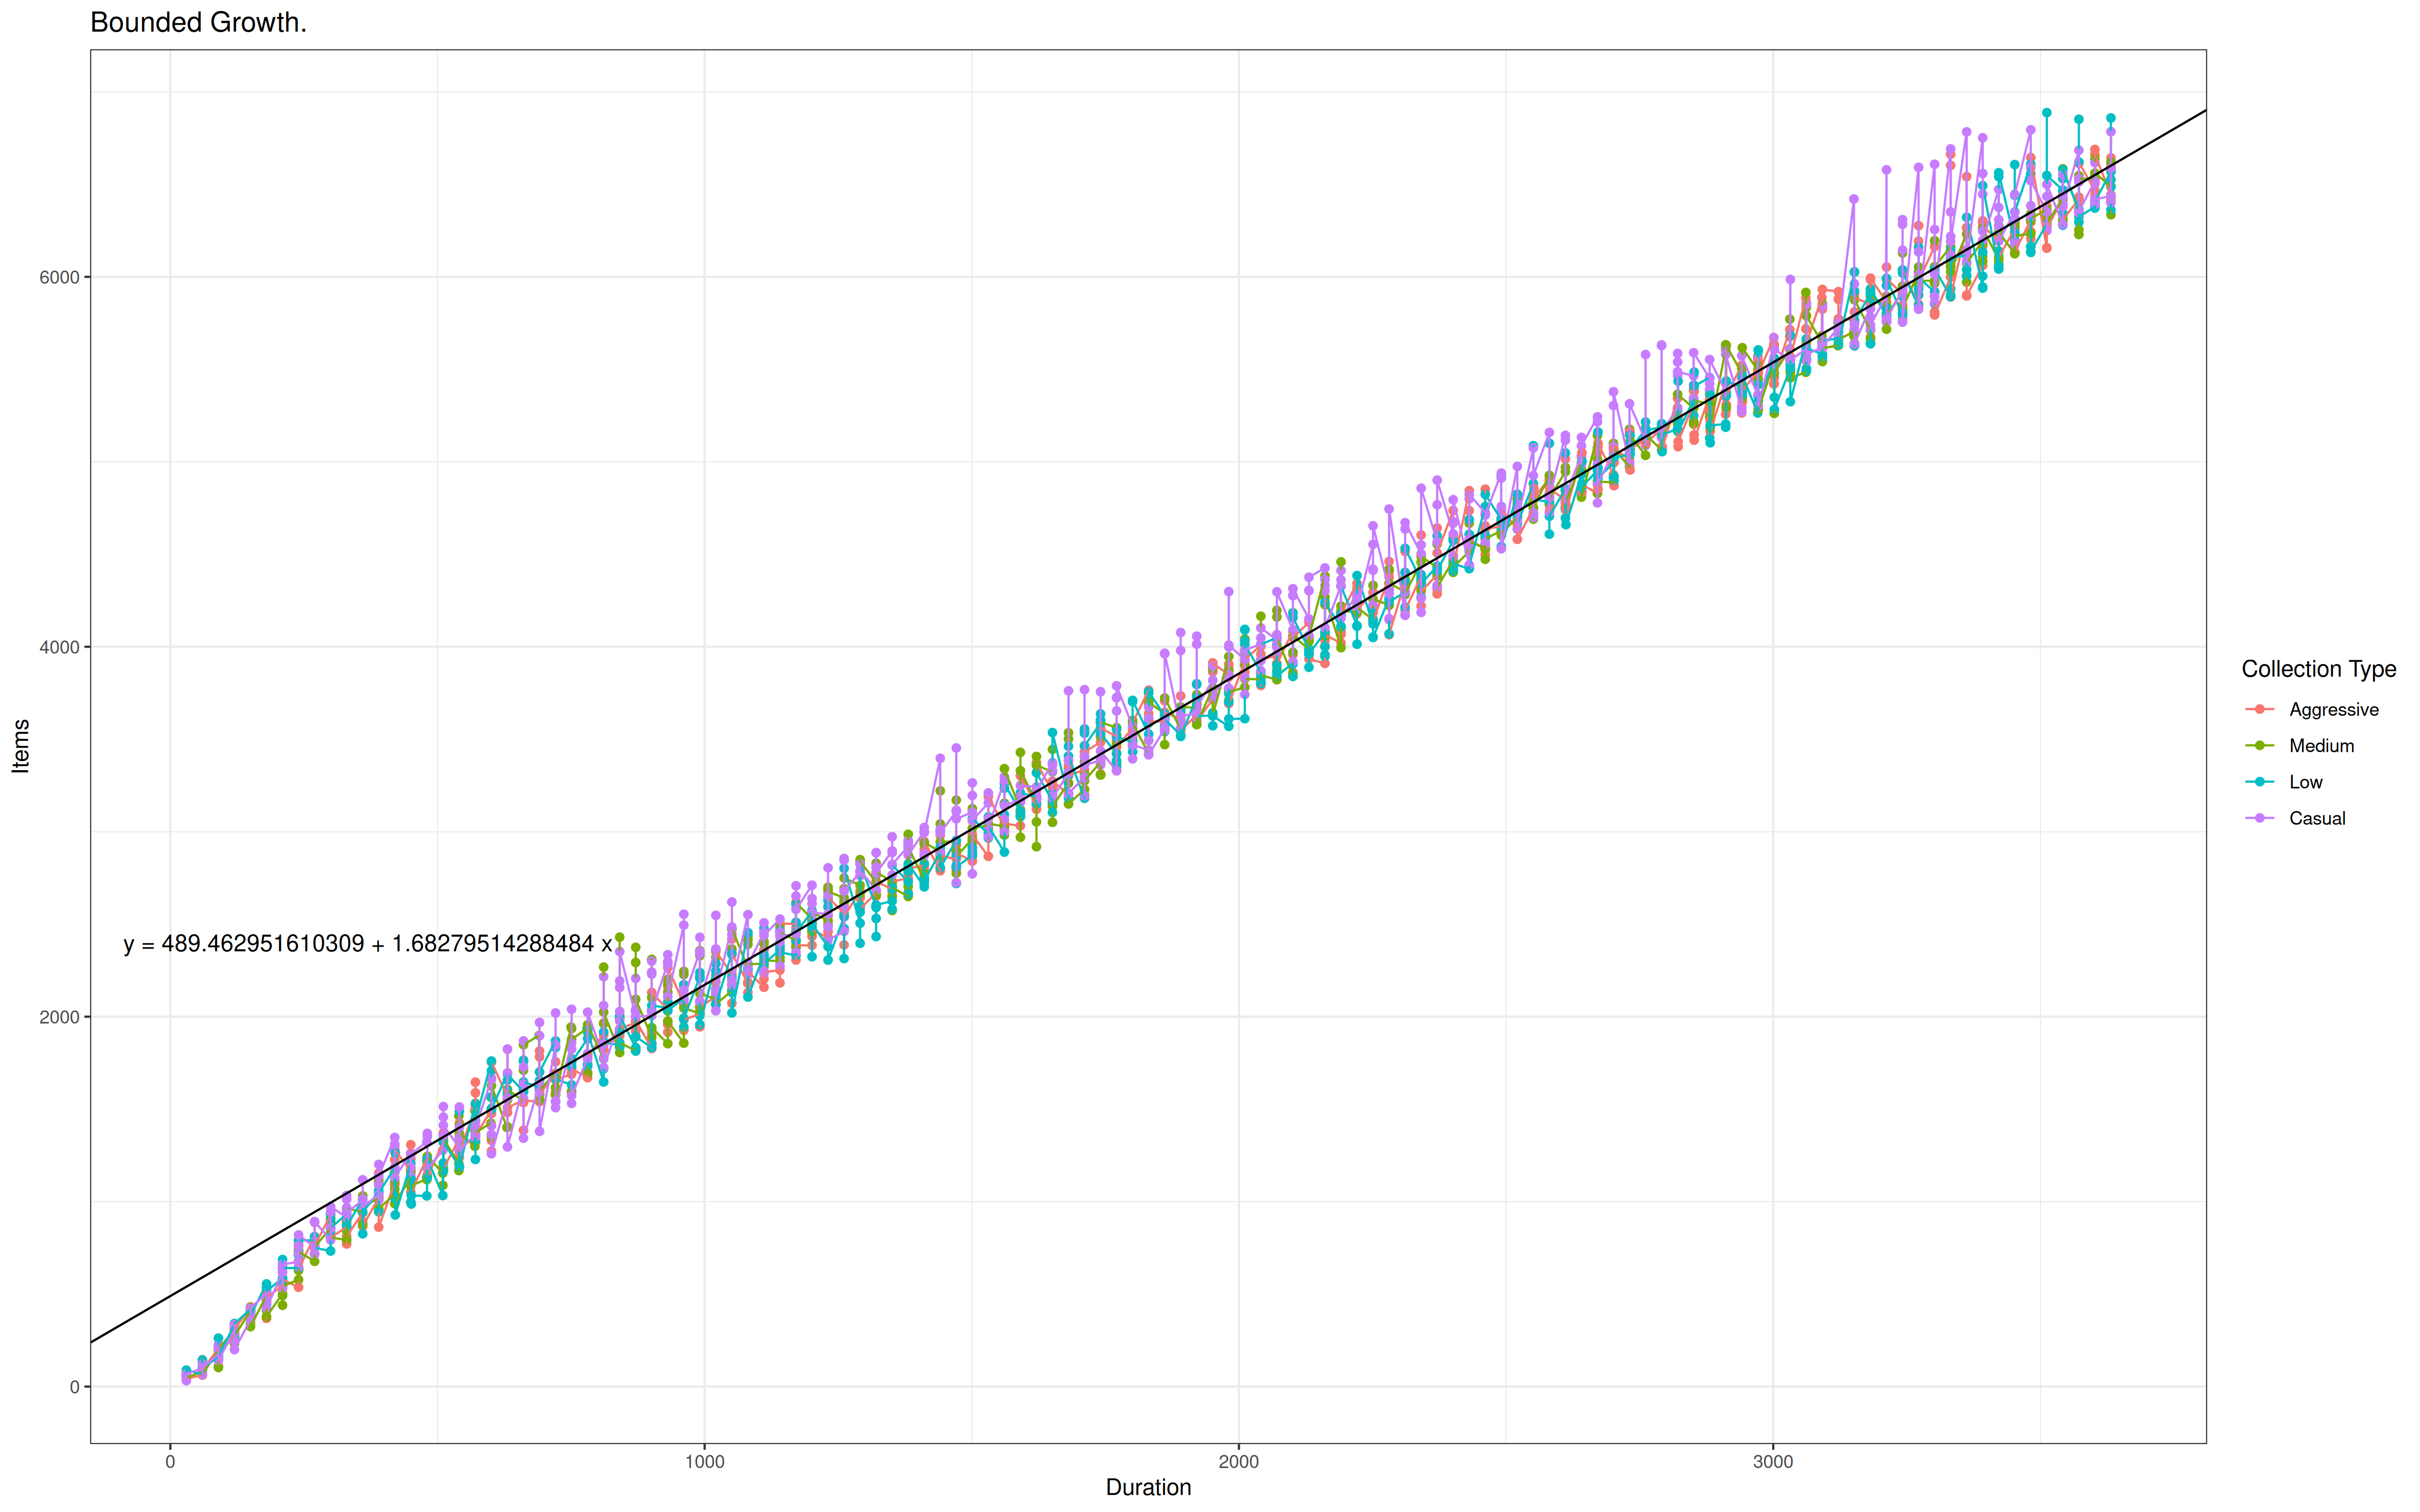 Bounded Growth.
Items
6000
4000
2000
0
y = 489.462951610309 + 1.68279514288484 x
0
1000
2000
3000
Duration
Collection Type
Aggressive
Medium
Low
Casual